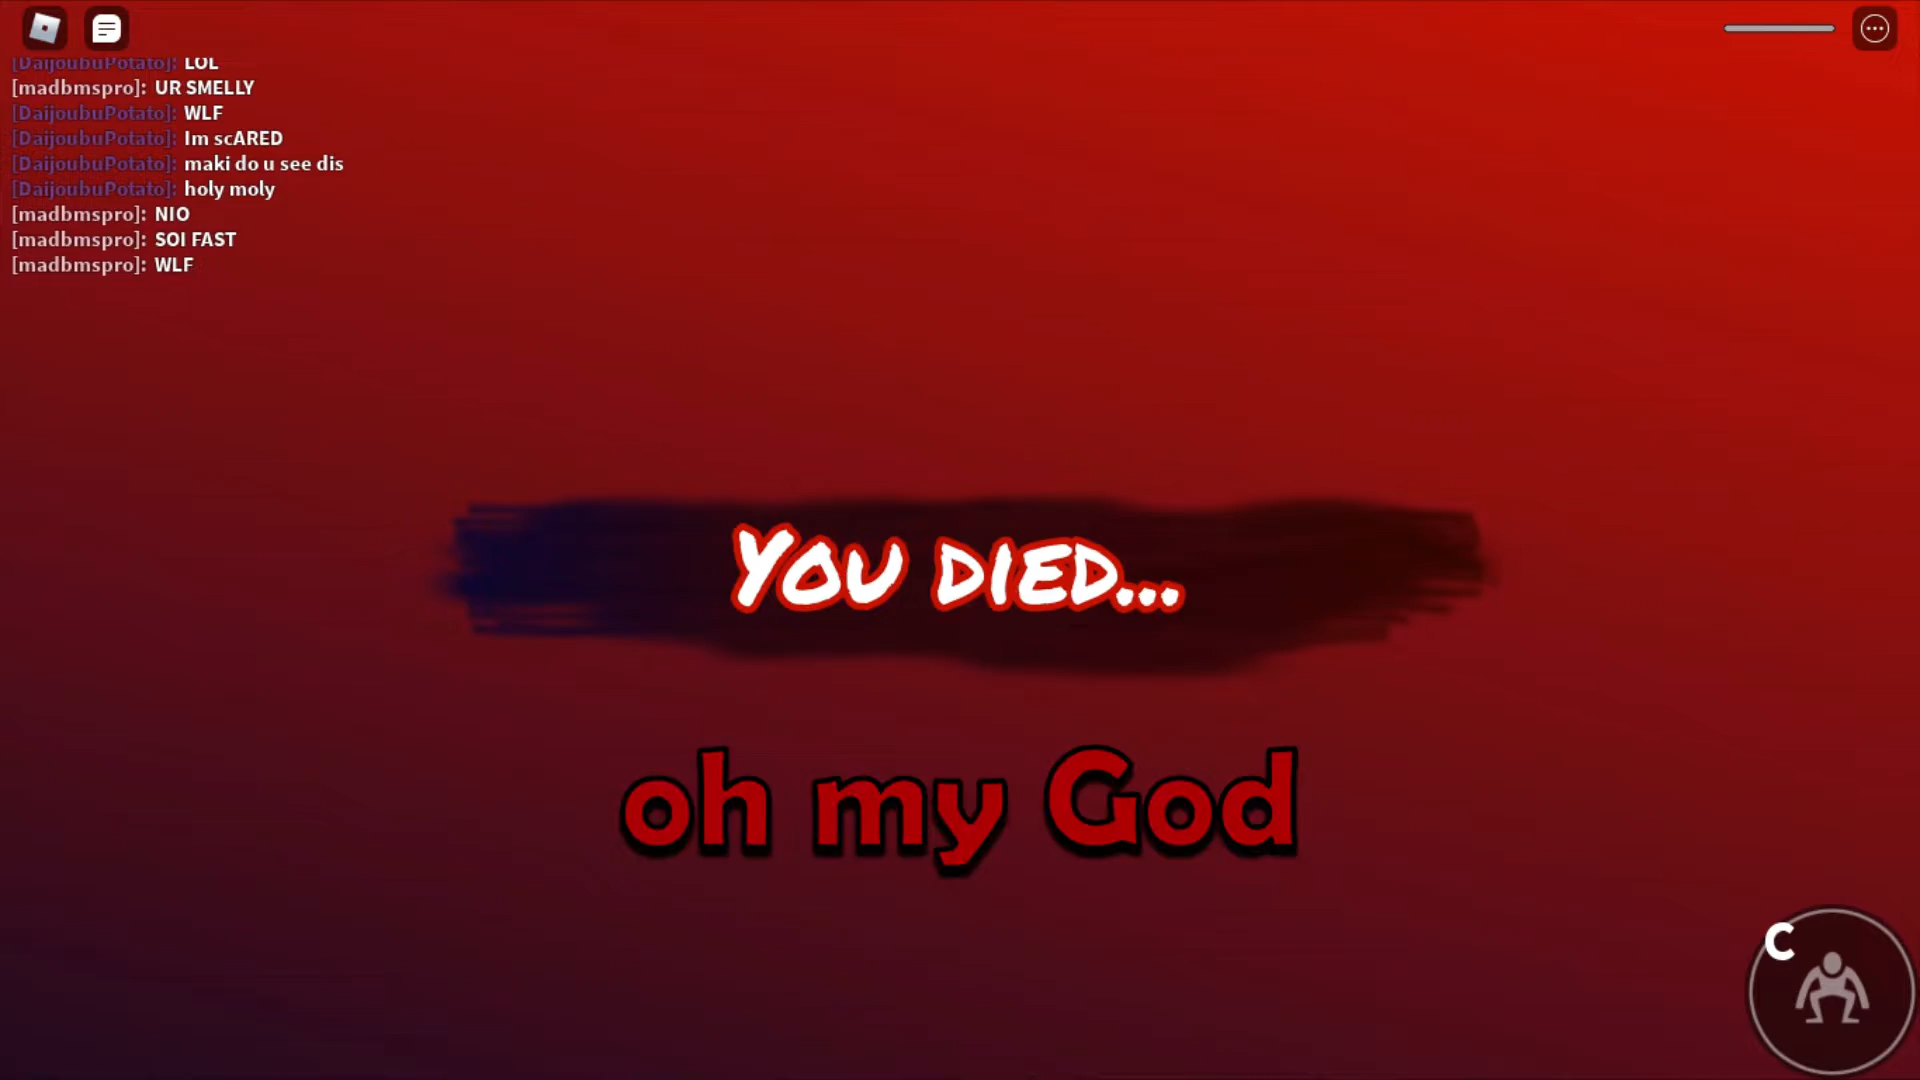 [DaijoubuPotato]: LOL
[madbmspro]: UR SMELLY
[DaijoubuPotato]: WLF
[DaijoubuPotato]: Im scARED
[DaijoubuPotato]: maki do u see dis
[DaijoubuPotato]: holy moly
[madbmspro]: NIO
[madbmspro]: SOI FAST
[madbmspro]: WLF
You died...
oh my God
C